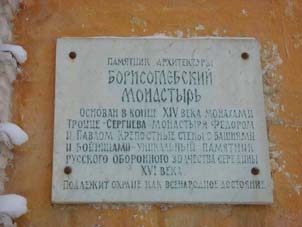 ПАМЯТНИК АРХИТЕКТУРЫ
БОРИСОГЛЕБСКИЙ
МОНАСТЫРЬ
ОСНОВАН В КОНЦЕ XIV ВЕКА МОНАХАМИ
ТРОИЦЕ-СЕРГИЕВА МОНАСТЫРЯ ФЕДОРОМ
И ПАВЛОМ. КРЕПОСТНЫЕ СТЕНЫ С БАШНЯМИ
И БОЙНИЦАМИ-УНИКАЛЬНЫЙ ПАМЯТНИК
РУССКОГО ОБОРОННОГО ЗОДЧЕСТВА СЕРЕДИНЫ
XVI ВЕКА
ПОДЛЕЖИТ ОХРАНЕ КАК ВСЕНАРОДНОЕ ДОСТОЯНИЕ